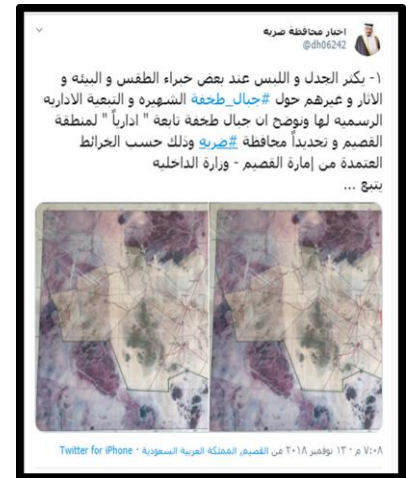 اخبار محافظة ضريه
@dh06242
١- يكثر الجدل و اللبس عند بعض خبراء الطقس و البيئه و
الاثار و غيرهم حول #جبال_طخفة الشهيره و التبعية الاداريه
الرسميه لها ونوضح ان جبال طخفة تابعة " ادارياً " لمنطقة
القصيم و تحديداً محافظة #ضريه وذلك حسب الخرائط
العتمدة من إمارة القصيم - وزارة الداخليه
يتبع ...
٧:٠٨ م · ١٣ نوفمبر ٢٠١٨ من القصيم, المملكة العربية السعودية · Twitter for iPhone